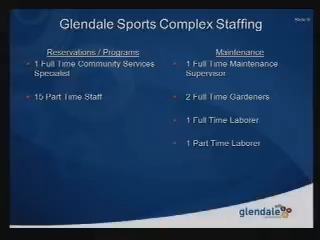 Glendale Sports Complex Staffing
Reservations / Programs
1 Full Time Community Services
Specialist
15 Part Time Staff
Maintenance
1 Full Time Maintenance
Supervisor
2 Full Time Gardeners
1 Full Time Laborer
1 Part Time Laborer
glendale